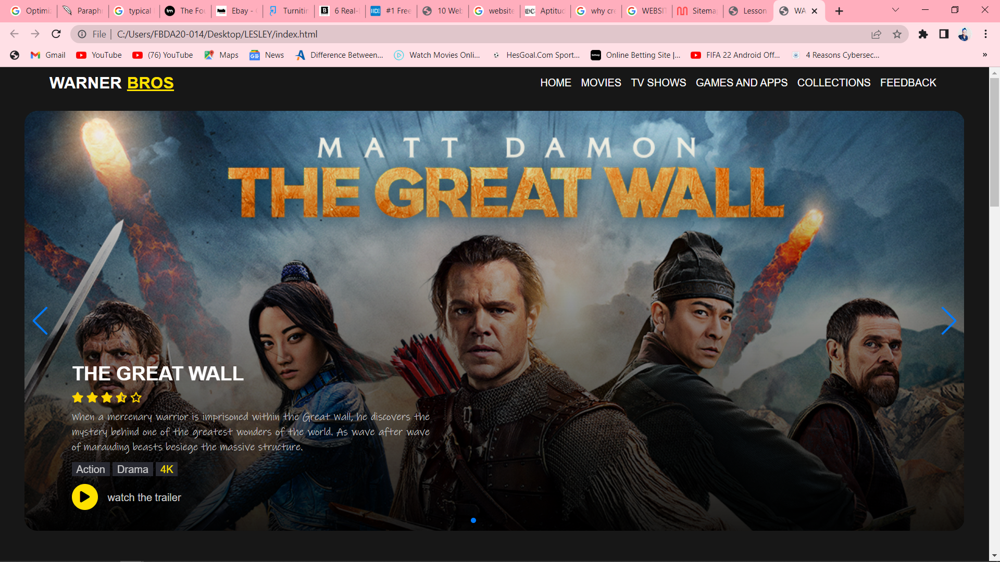 Optimi
Paraph
typical
The Fo
Ebay -
Turnitin
6 Real-
#1 Free
10 Web
website
Aptitud
why cre
WEBSIT
Sitema
Lesson
WA
File | C:/Users/FBDA20-014/Desktop/LESLEY/index.html
Gmail
YouTube
(76) YouTube
Maps
News
Difference Between...
Watch Movies Onli...
HesGoal.Com Sport...
Online Betting Site |...
FIFA 22 Android Off...
4 Reasons Cybersec...
»
WARNER BROS
HOME MOVIES TV SHOWS GAMES AND APPS COLLECTIONS FEEDBACK
MATT DAMON
THE GREAT WALL
THE GREAT WALL
When a mercenary warrior is imprisoned within the Great Wall, he discovers the
mystery behind one of the greatest wonders of the world. As wave after wave
of marauding beasts besiege the massive structure.
Action Drama 4K
watch the trailer